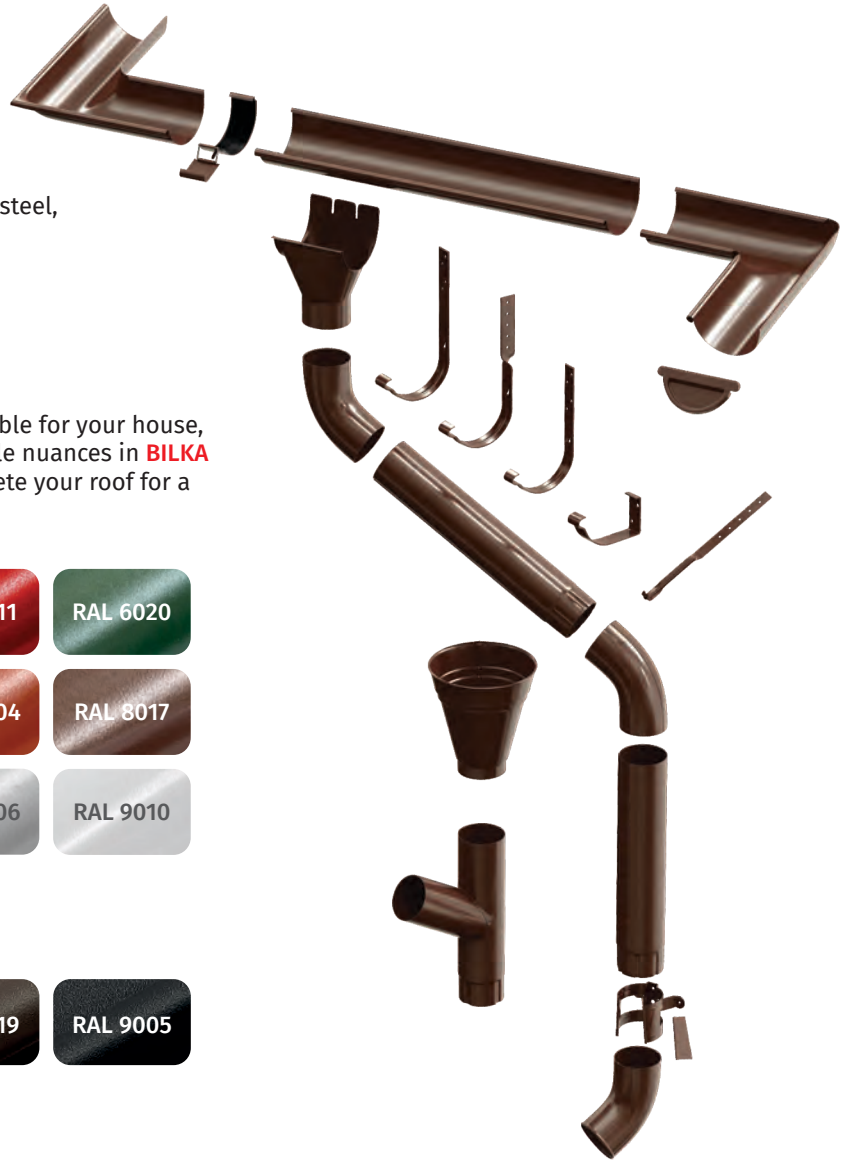 steel,
ble for your house,
le nuances in BILKA
ete your roof for a
11
RAL 6020
04
RAL 8017
06
RAL 9010
19
RAL 9005